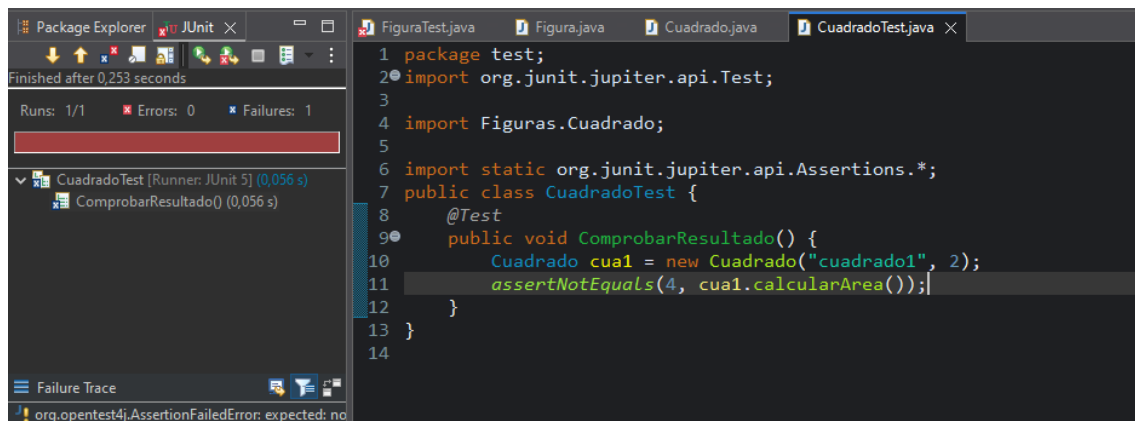 Package Explorer JUnit
Finished after 0,253 seconds
Runs: 1/1 Errors: 0 Failures: 1
CuadradoTest [Runner: JUnit 5] (0,056 s)
ComprobarResultado() (0,056 s)
Failure Trace
org.opentest4j.AssertionFailedError: expected: no
FiguraTest.java Figura.java Cuadrado.java CuadradoTest.java
1 package test;
2 import org.junit.jupiter.api.Test;
3
4 import Figuras.Cuadrado;
5
6 import static org.junit.jupiter.api.Assertions.*;
7 public class CuadradoTest {
8 @Test
9 public void ComprobarResultado() {
10 Cuadrado cua1 = new Cuadrado("cuadrado1", 2);
11 assertNotEquals(4, cua1.calcularArea());
12 }
13 }
14